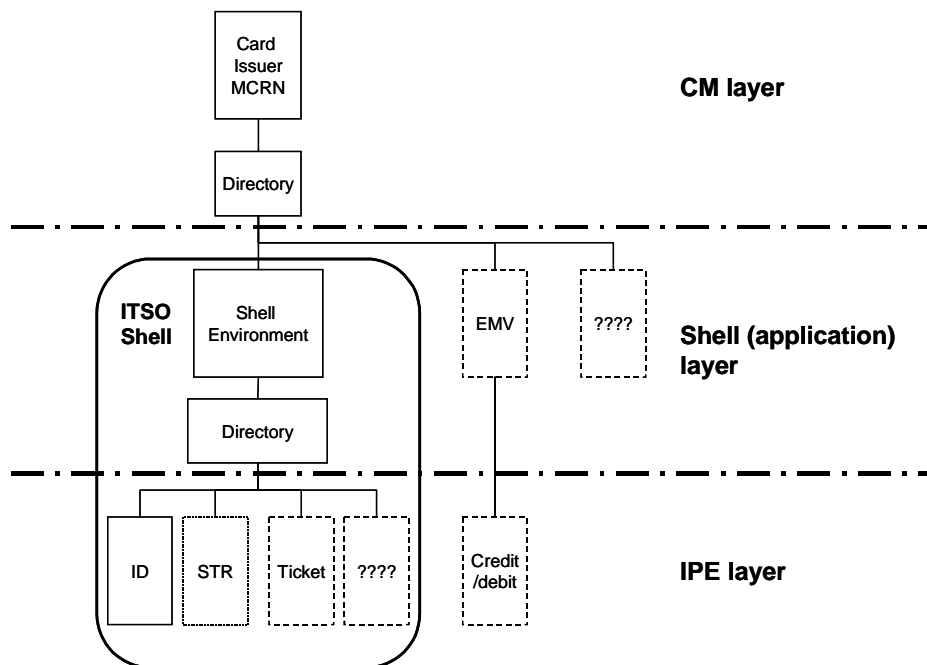 Card
Issuer
MCRN
CM layer
Directory
ITSO
Shell
Shell
Environment
EMV
????
Shell (application)
layer
Directory
ID
STR
Ticket
????
Credit
/debit
IPE layer